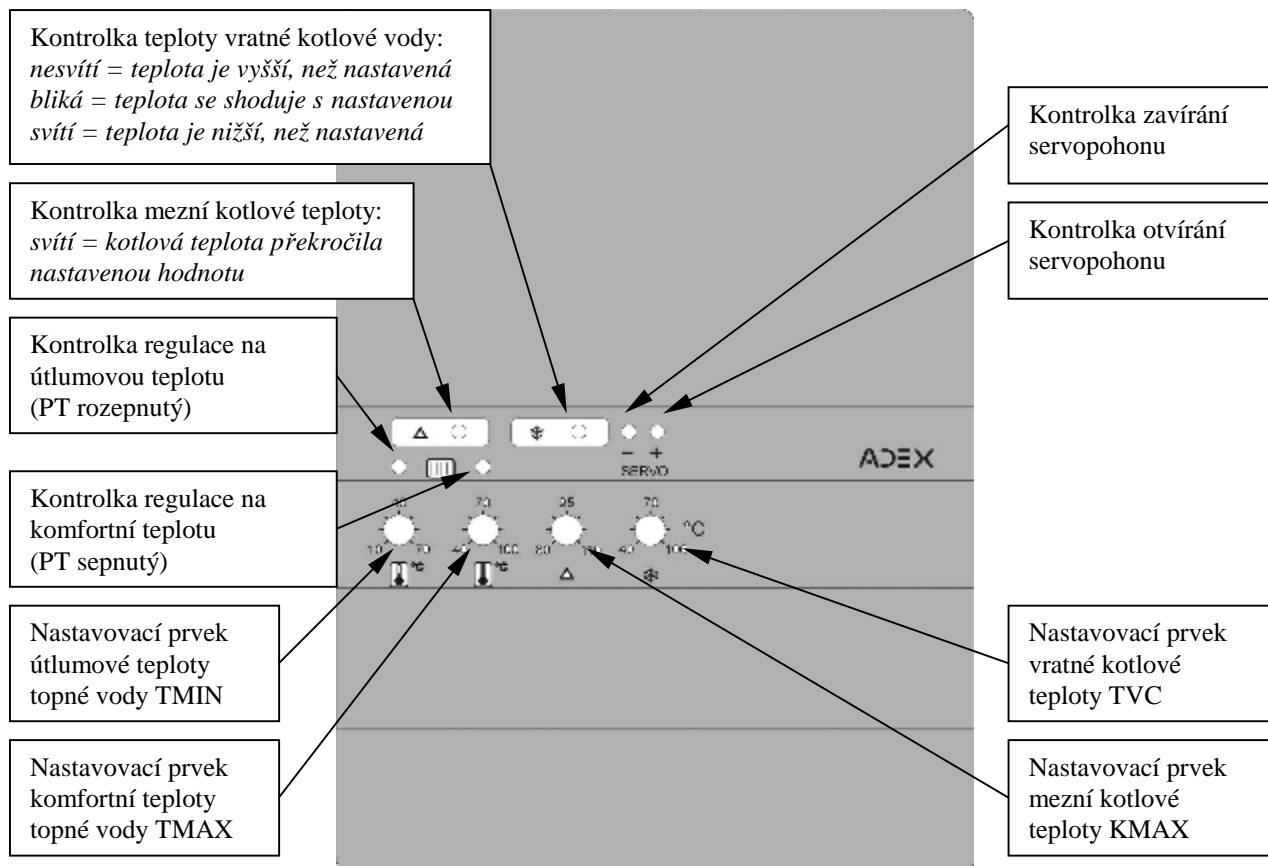 Kontrolka teploty vratné kotlové vody:
nesvítí = teplota je vyšší, než nastavená
bliká = teplota se shoduje s nastavenou
svítí = teplota je nižší, než nastavená
Kontrolka mezní kotlové teploty:
svítí = kotlová teplota překročila
nastavenou hodnotu
Kontrolka regulace na
útlumovou teplotu
(PT rozepnutý)
Kontrolka regulace na
komfortní teplotu
(PT sepnutý)
Nastavovací prvek
útlumové teploty
topné vody TMIN
Nastavovací prvek
komfortní teploty
topné vody TMAX
Kontrolka zavírání
servopohonu
Kontrolka otvírání
servopohonu
- +
SERVO
ADEX
70 95 70
10 70 40 100 80 40 100 °C
°C °C
Nastavovací prvek
vratné kotlové
teploty TVC
Nastavovací prvek
mezní kotlové
teploty KMAX